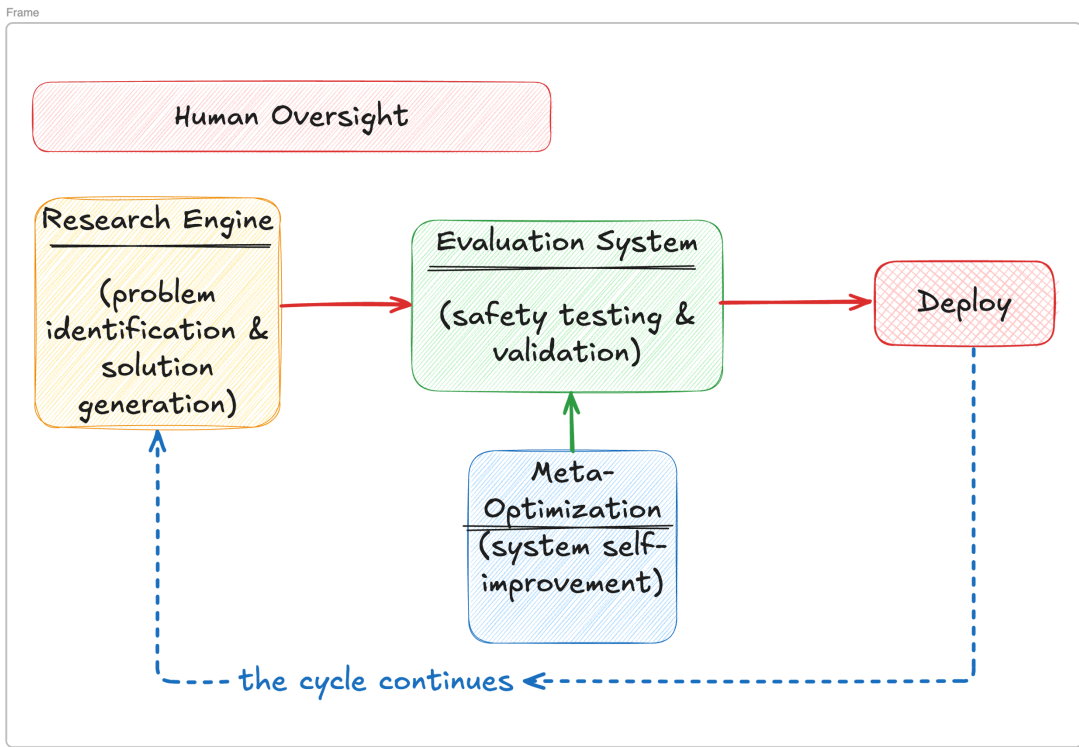 Frame
Human Oversight
Research Engine
(problem
identification &
solution
generation)
Evaluation System
(safety testing &
validation)
Deploy
Meta-
Optimization
(system self-
improvement)
the cycle continues